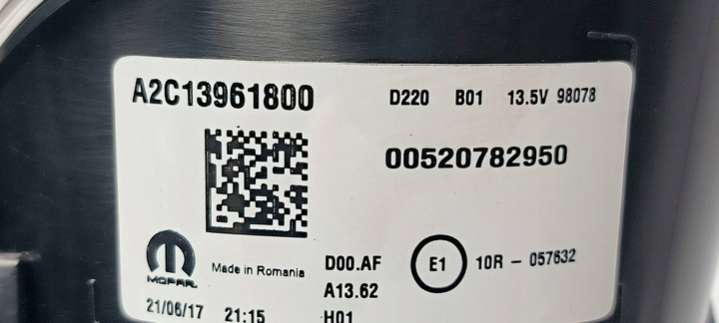 A2C13961800 D220 B01 13.5V 98078
00520782950
MOPAR Made in Romania D00.AF E1 10R - 057632
A13.62
21/06/17 21:15 H01